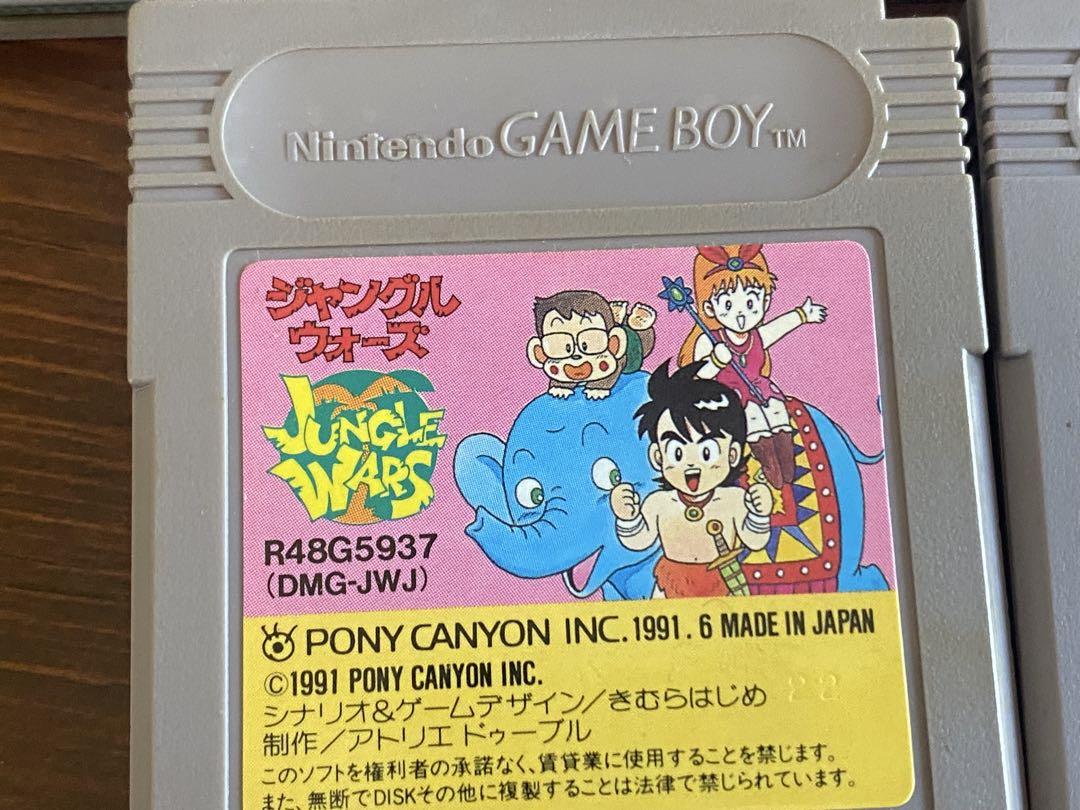 Nintendo GAME BOY TM
ジャングル
ウォーズ
JUNGLE
WARS
R48G5937
(DMG-JWJ)
PONY CANYON INC. 1991.6 MADE IN JAPAN
©1991 PONY CANYON INC.
シナリオ&ゲームデザイン/きむらはじめ
22
制作/アトリエドゥーブル
このソフトを権利者の承諾なく、賃貸業に使用することを禁じます。
また、無断でDISKその他に複製することは法律で禁じられています。